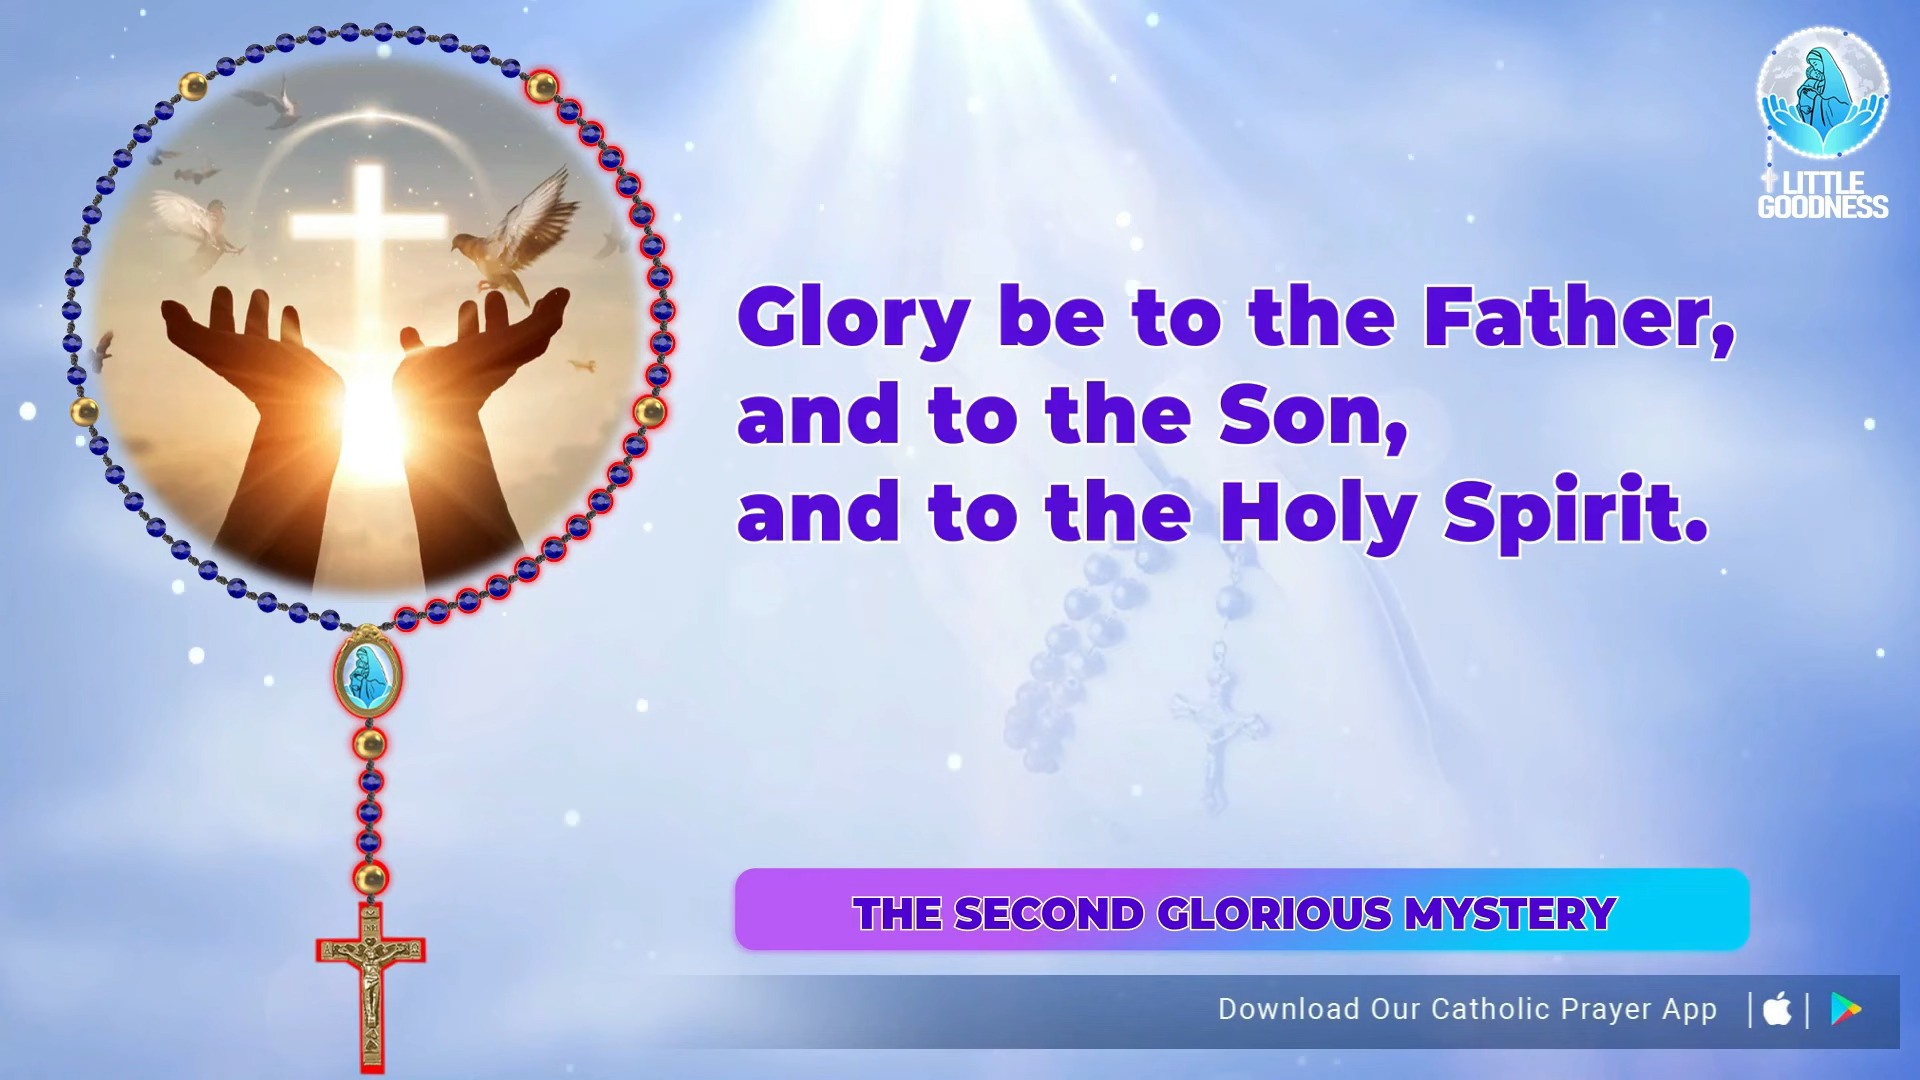 LITTLE
GOODNESS
Glory be to the Father,
and to the Son,
and to the Holy Spirit.
THE SECOND GLORIOUS MYSTERY
Download Our Catholic Prayer App